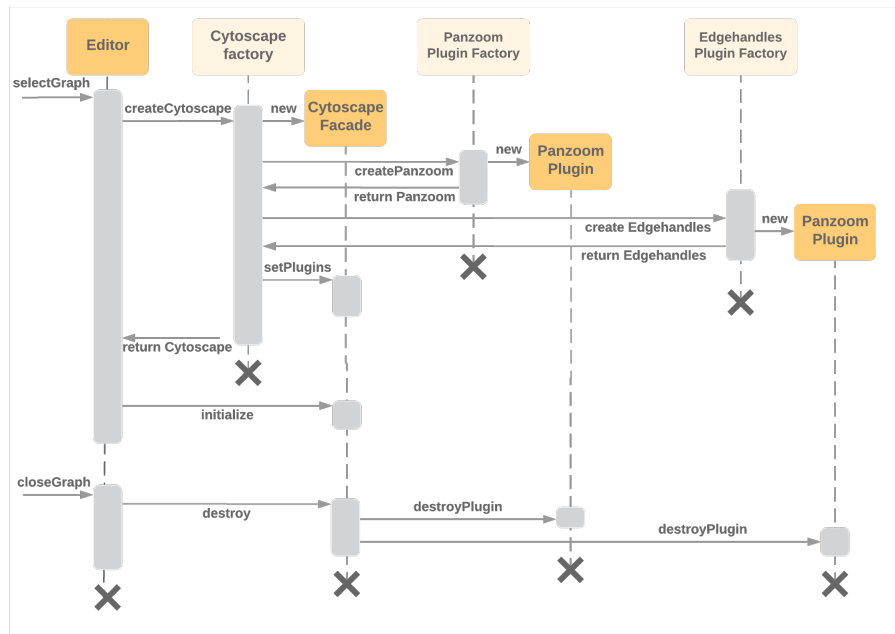 Editor
Cytoscape
factory
Panzoom
Plugin Factory
Edgehandles
Plugin Factory
selectGraph
createCytoscape
new
Cytoscape
Facade
createPanzoom
new
Panzoom
Plugin
return Panzoom
create Edgehandles
new
Panzoom
Plugin
return Edgehandles
setPlugins
return Cytoscape
initialize
closeGraph
destroy
destroyPlugin
destroyPlugin